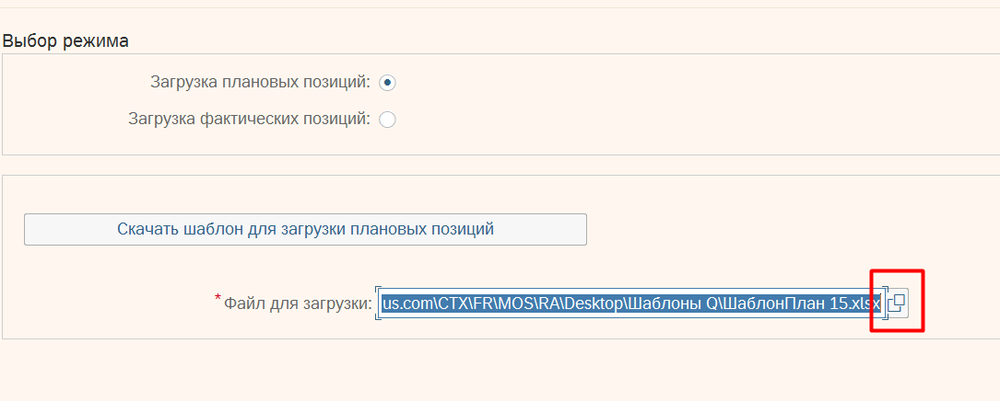 Выбор режима
Загрузка плановых позиций:
Загрузка фактических позиций:
Скачать шаблон для загрузки плановых позиций
* Файл для загрузки: us.com\CTX\FR\MOS\RA\Desktop\Шаблоны Q\ШаблонПлан 15.xlsx